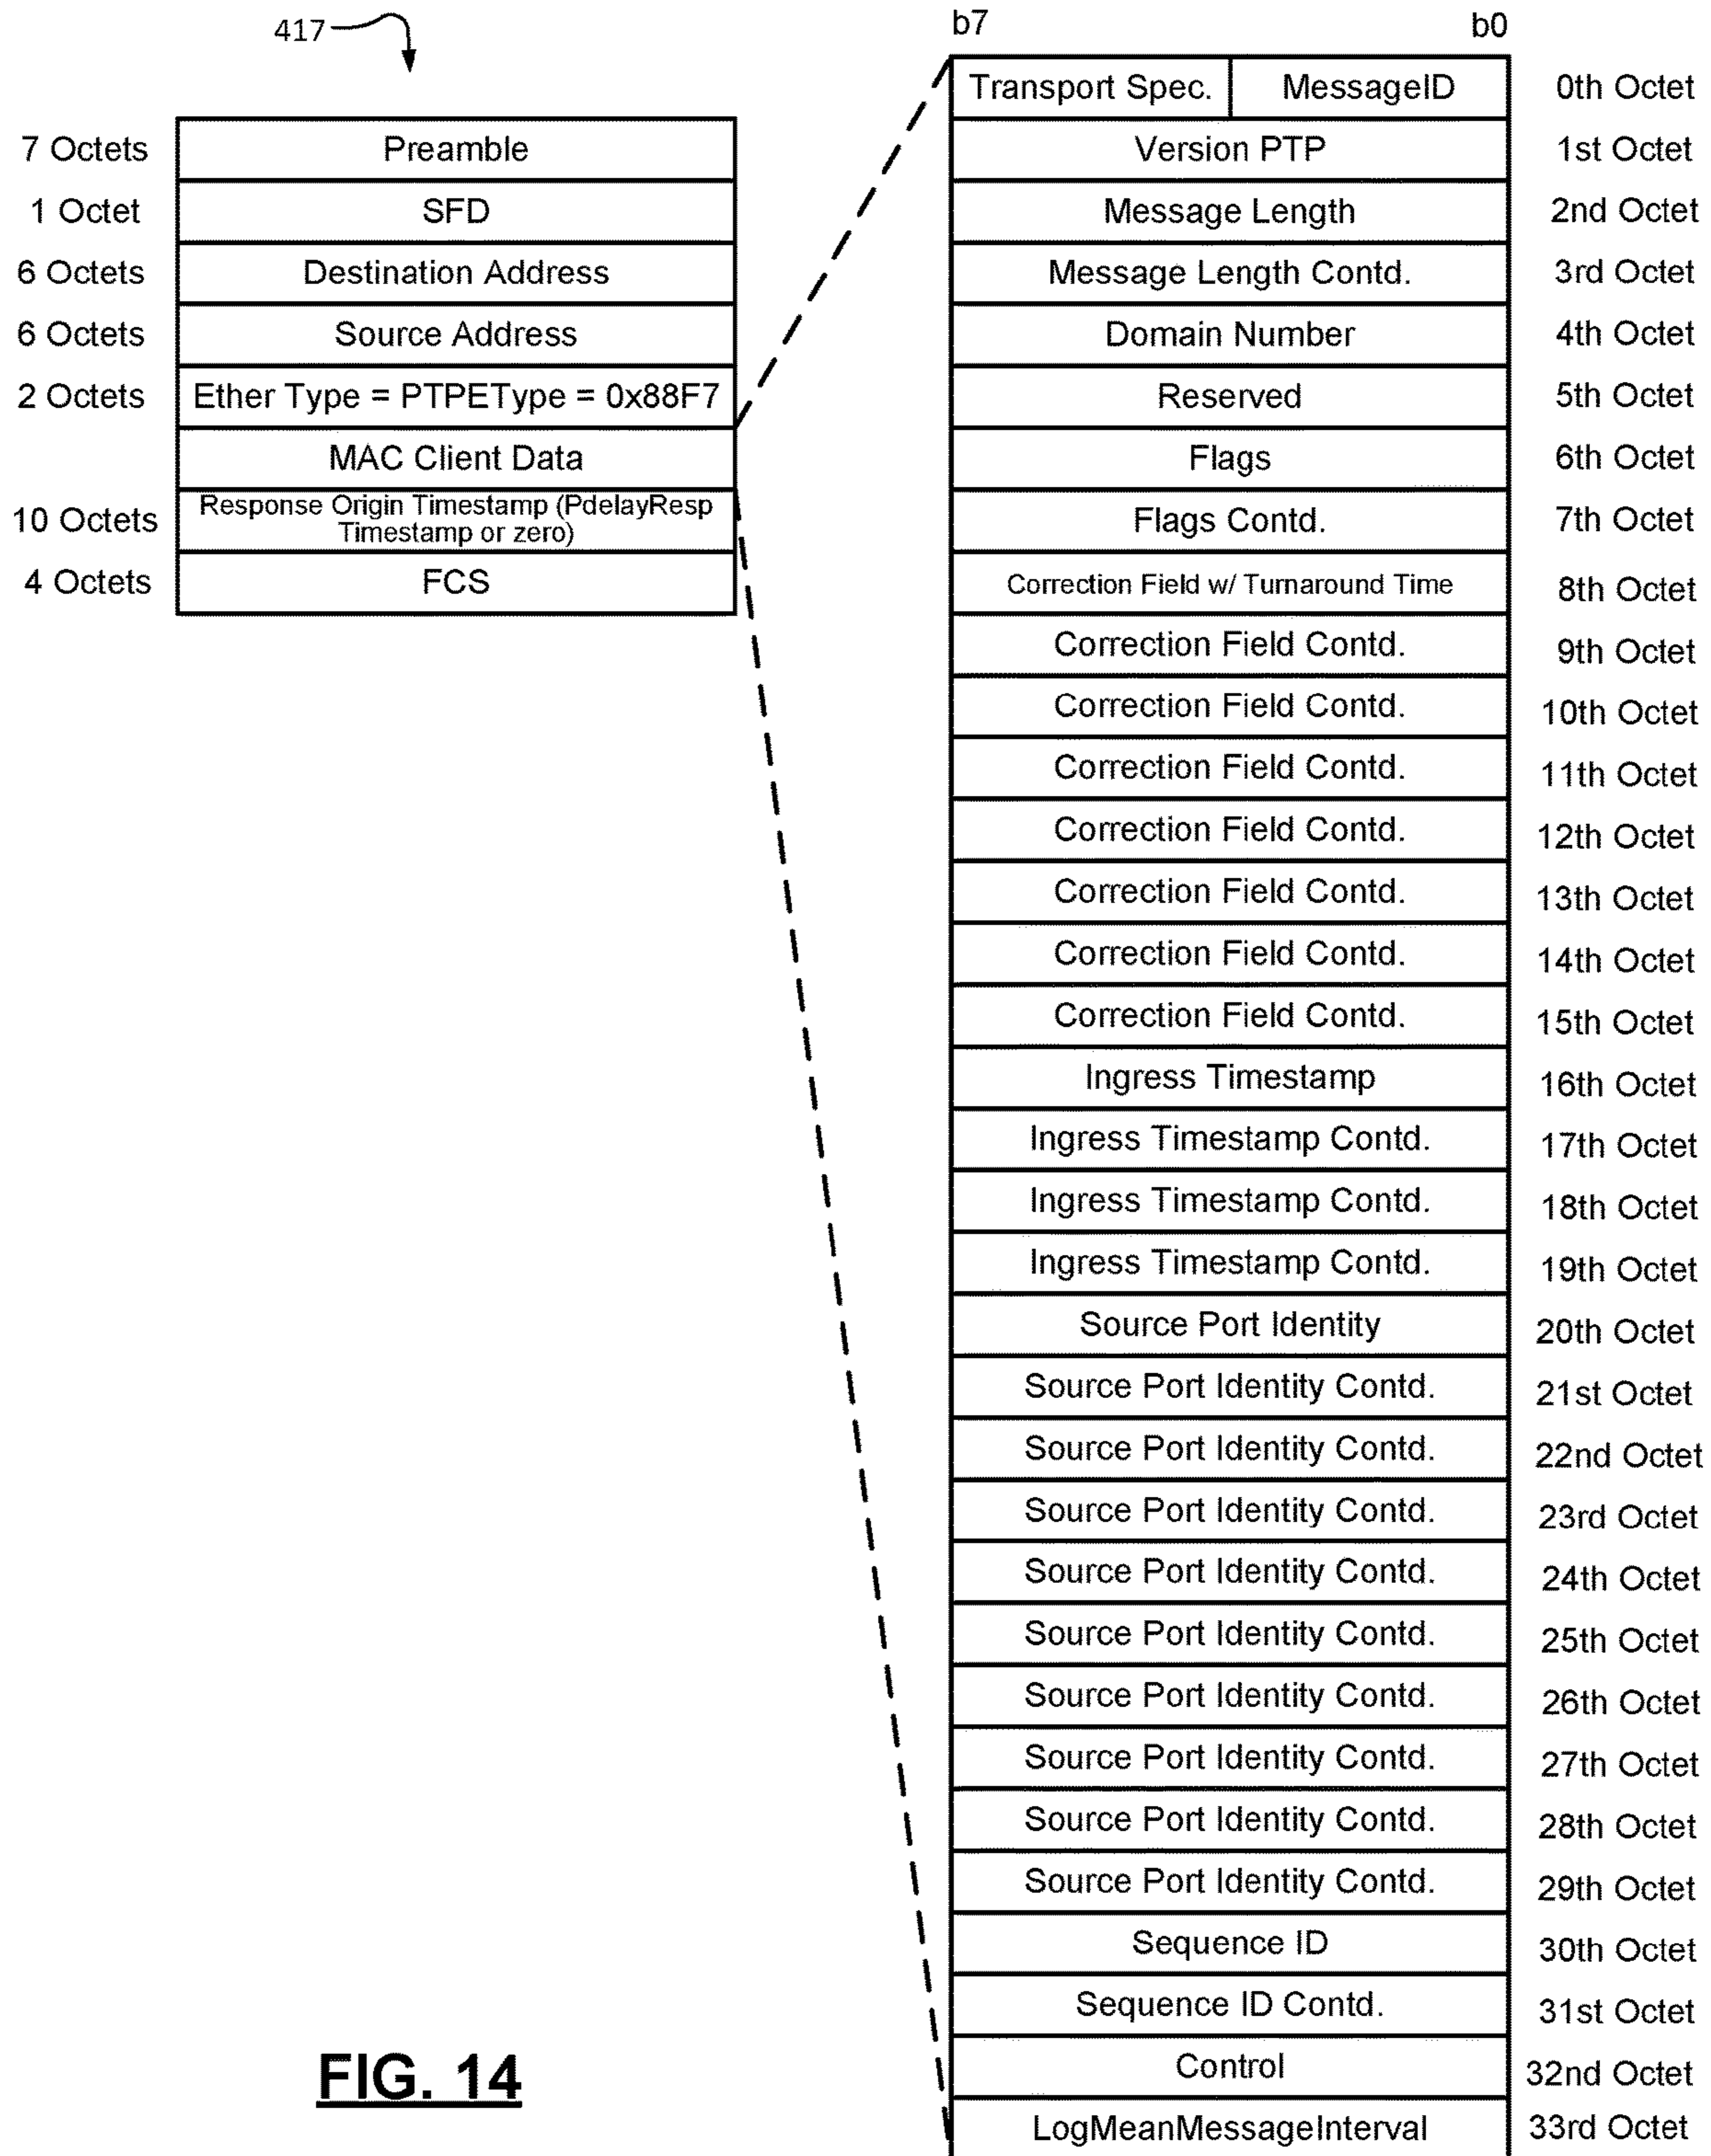 417
7 Octets Preamble
1 Octet SFD
6 Octets Destination Address
6 Octets Source Address
2 Octets Ether Type = PTPEType = 0x88F7
MAC Client Data
10 Octets Response Origin Timestamp (PdelayResp
Timestamp or zero)
4 Octets FCS
b7 b0
Transport Spec. MessageID 0th Octet
Version PTP 1st Octet
Message Length 2nd Octet
Message Length Contd. 3rd Octet
Domain Number 4th Octet
Reserved 5th Octet
Flags 6th Octet
Flags Contd. 7th Octet
Correction Field w/ Turnaround Time 8th Octet
Correction Field Contd. 9th Octet
Correction Field Contd. 10th Octet
Correction Field Contd. 11th Octet
Correction Field Contd. 12th Octet
Correction Field Contd. 13th Octet
Correction Field Contd. 14th Octet
Correction Field Contd. 15th Octet
Ingress Timestamp 16th Octet
Ingress Timestamp Contd. 17th Octet
Ingress Timestamp Contd. 18th Octet
Ingress Timestamp Contd. 19th Octet
Source Port Identity 20th Octet
Source Port Identity Contd. 21st Octet
Source Port Identity Contd. 22nd Octet
Source Port Identity Contd. 23rd Octet
Source Port Identity Contd. 24th Octet
Source Port Identity Contd. 25th Octet
Source Port Identity Contd. 26th Octet
Source Port Identity Contd. 27th Octet
Source Port Identity Contd. 28th Octet
Source Port Identity Contd. 29th Octet
Sequence ID 30th Octet
Sequence ID Contd. 31st Octet
Control 32nd Octet
LogMeanMessageInterval 33rd Octet
FIG. 14